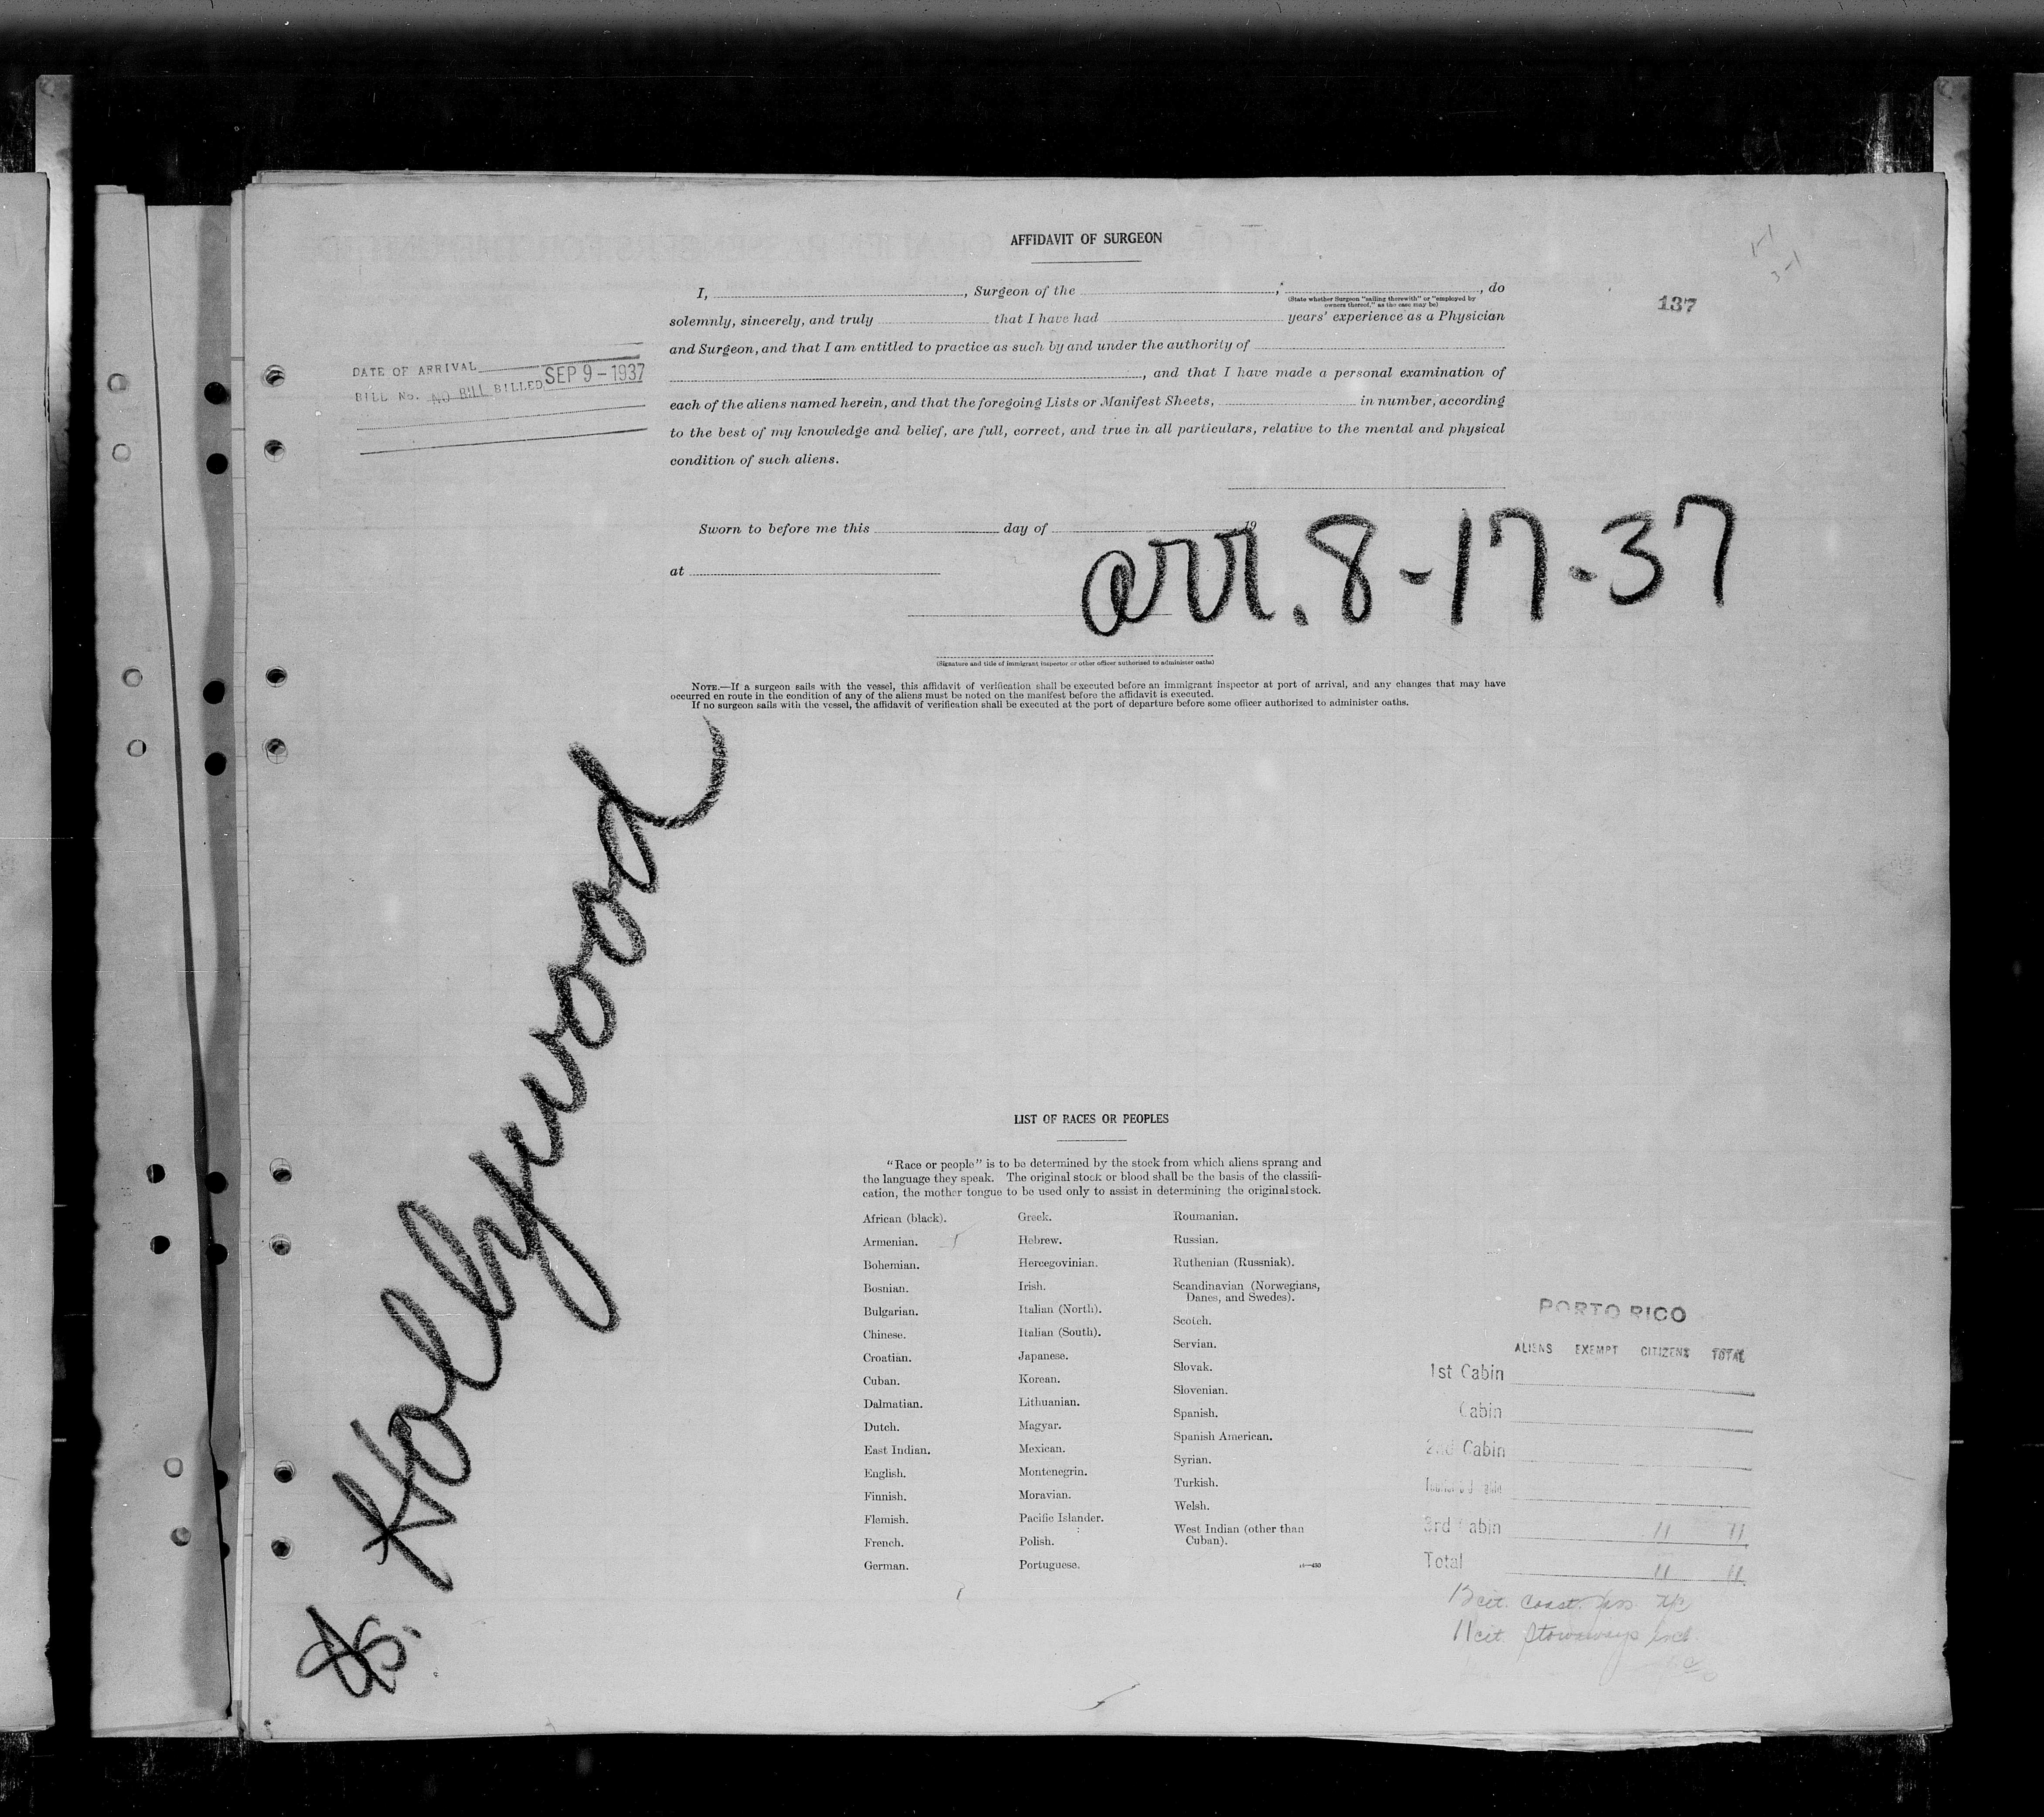 AFFIDAVIT OF SURGEON
I, , Surgeon of the , , do
(State whether Surgeon "sailing therewith" or "employed by
owners thereof," as the case may be)
137
solemnly, sincerely, and truly that I have had years' experience as a Physician
and Surgeon, and that I am entitled to practice as such by and under the authority of
, and that I have made a personal examination of
each of the aliens named herein, and that the foregoing Lists or Manifest Sheets, in number, according
to the best of my knowledge and belief, are full, correct, and true in all particulars, relative to the mental and physical
condition of such aliens.
DATE OF ARRIVAL
BILL No. NO BILL BILLED SEP 9 - 1937
Sworn to before me this day of 19
at
arr. 8-17-37
(Signature and title of immigrant inspector or other officer authorized to administer oaths)
NOTE.—If a surgeon sails with the vessel, this affidavit of verification shall be executed before an immigrant inspector at port of arrival, and any changes that may have
occurred en route in the condition of any of the aliens must be noted on the manifest before the affidavit is executed.
If no surgeon sails with the vessel, the affidavit of verification shall be executed at the port of departure before some officer authorized to administer oaths.
SS. Hollywood
LIST OF RACES OR PEOPLES
"Race or people" is to be determined by the stock from which aliens sprang and
the language they speak. The original stock or blood shall be the basis of the classifi-
cation, the mother tongue to be used only to assist in determining the original stock.
African (black).
Armenian.
Bohemian.
Bosnian.
Bulgarian.
Chinese.
Croatian.
Cuban.
Dalmatian.
Dutch.
East Indian.
English.
Finnish.
Flemish.
French.
German.
Greek.
Hebrew.
Hercegovinian.
Irish.
Italian (North).
Italian (South).
Japanese.
Korean.
Lithuanian.
Magyar.
Mexican.
Montenegrin.
Moravian.
Pacific Islander.
Polish.
Portuguese.
Roumanian.
Russian.
Ruthenian (Russniak).
Scandinavian (Norwegians,
Danes, and Swedes).
Scotch.
Servian.
Slovak.
Slovenian.
Spanish.
Spanish American.
Syrian.
Turkish.
Welsh.
West Indian (other than
Cuban).
PORTO RICO
ALIENS EXEMPT CITIZENS TOTAL
1st Cabin
Cabin
2nd Cabin
3rd Cabin 11 11
Total 11 11
cit. Coast.
11 cit. Stowaways incl.